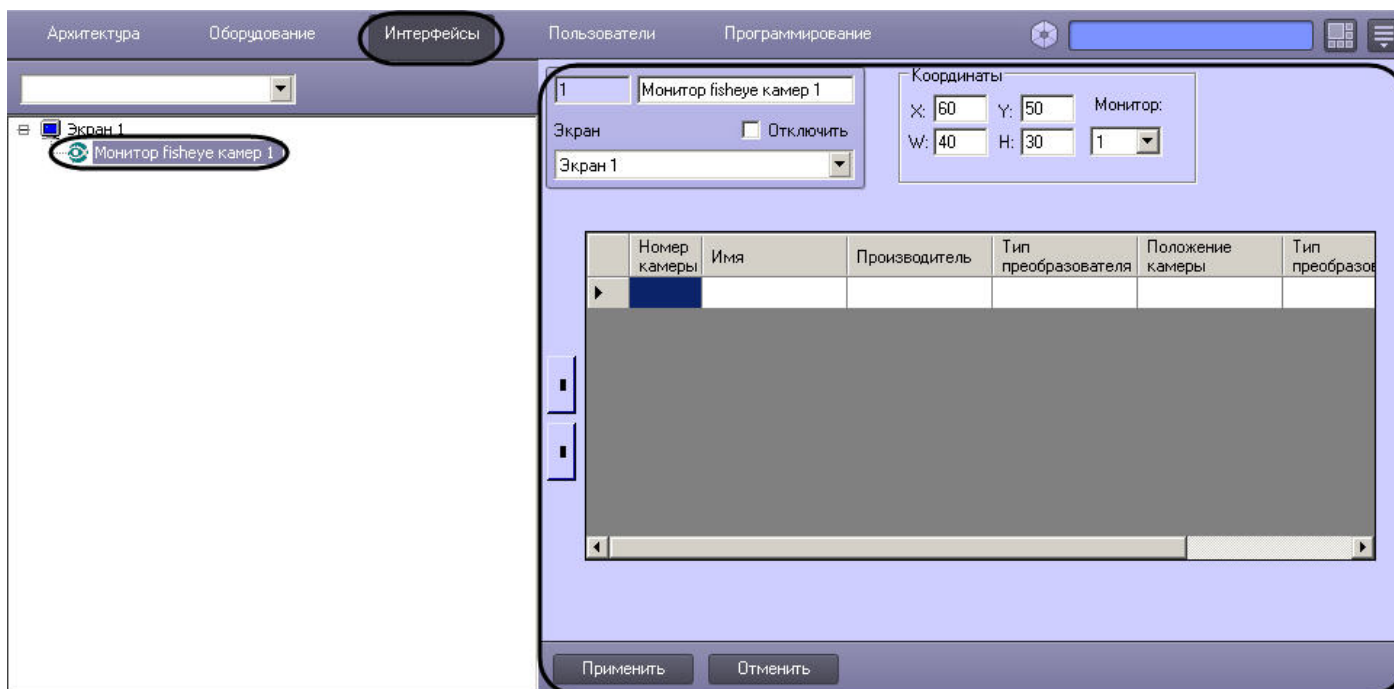 Архитектура Оборудование Интерфейсы Пользователи Программирование
Экран 1
Монитор fisheye камер 1
1 Монитор fisheye камер 1
Экран Отключить
Экран 1
Координаты
X: 60 Y: 50 Монитор:
W: 40 H: 30 1
Номер камеры Имя Производитель Тип преобразователя Положение камеры Тип преобразов
Применить Отменить